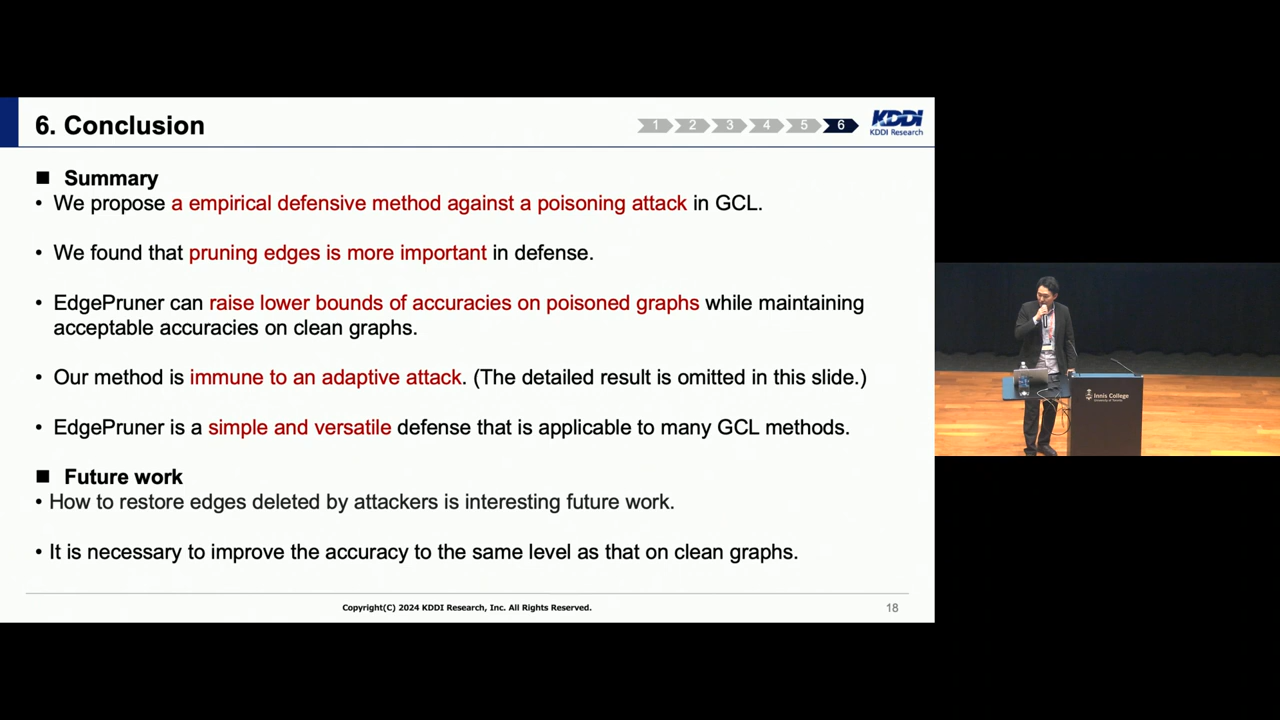 6. Conclusion
1 2 3 4 5 6
KDDI
KDDI Research
■ Summary
• We propose a empirical defensive method against a poisoning attack in GCL.
• We found that pruning edges is more important in defense.
• EdgePruner can raise lower bounds of accuracies on poisoned graphs while maintaining
acceptable accuracies on clean graphs.
• Our method is immune to an adaptive attack. (The detailed result is omitted in this slide.)
• EdgePruner is a simple and versatile defense that is applicable to many GCL methods.
■ Future work
• How to restore edges deleted by attackers is interesting future work.
• It is necessary to improve the accuracy to the same level as that on clean graphs.
Copyright(C) 2024 KDDI Research, Inc. All Rights Reserved.
18
Innis College
University of Toronto